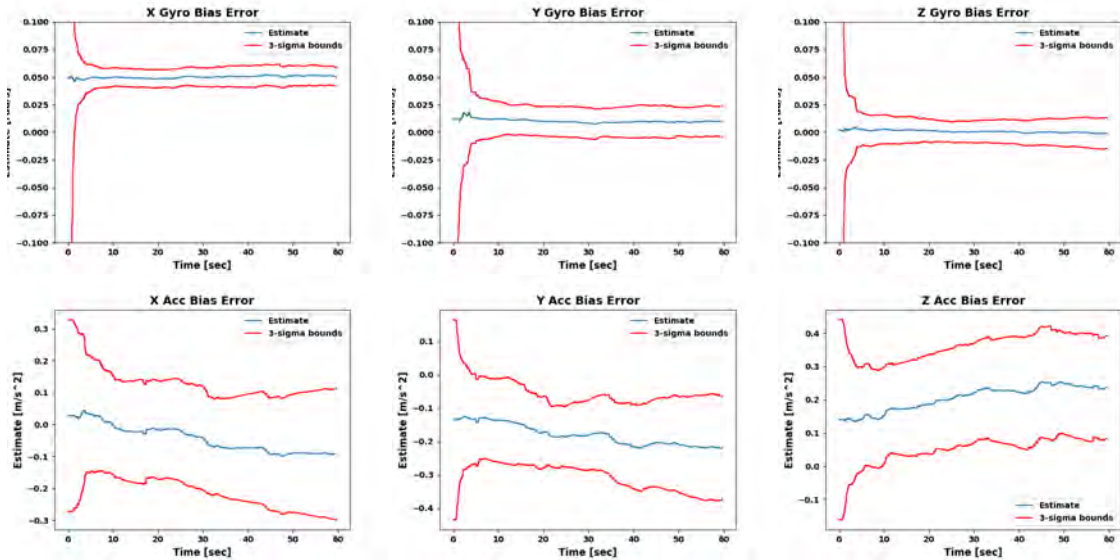 X Gyro Bias Error
Estimate
3-sigma bounds
0.100
0.075
0.050
0.025
0.000
−0.025
−0.050
−0.075
−0.100
0 10 20 30 40 50 60
Time [sec]
Y Gyro Bias Error
Estimate
3-sigma bounds
0.100
0.075
0.050
0.025
0.000
−0.025
−0.050
−0.075
−0.100
0 10 20 30 40 50 60
Time [sec]
Z Gyro Bias Error
Estimate
3-sigma bounds
0.100
0.075
0.050
0.025
0.000
−0.025
−0.050
−0.075
−0.100
0 10 20 30 40 50 60
Time [sec]
X Acc Bias Error
Estimate
3-sigma bounds
Estimate [m/s^2]
0.3
0.2
0.1
0.0
−0.1
−0.2
−0.3
0 10 20 30 40 50 60
Time [sec]
Y Acc Bias Error
Estimate
3-sigma bounds
Estimate [m/s^2]
0.1
0.0
−0.1
−0.2
−0.3
−0.4
0 10 20 30 40 50 60
Time [sec]
Z Acc Bias Error
Estimate [m/s^2]
0.4
0.3
0.2
0.1
0.0
−0.1
Estimate
3-sigma bounds
0 10 20 30 40 50 60
Time [sec]